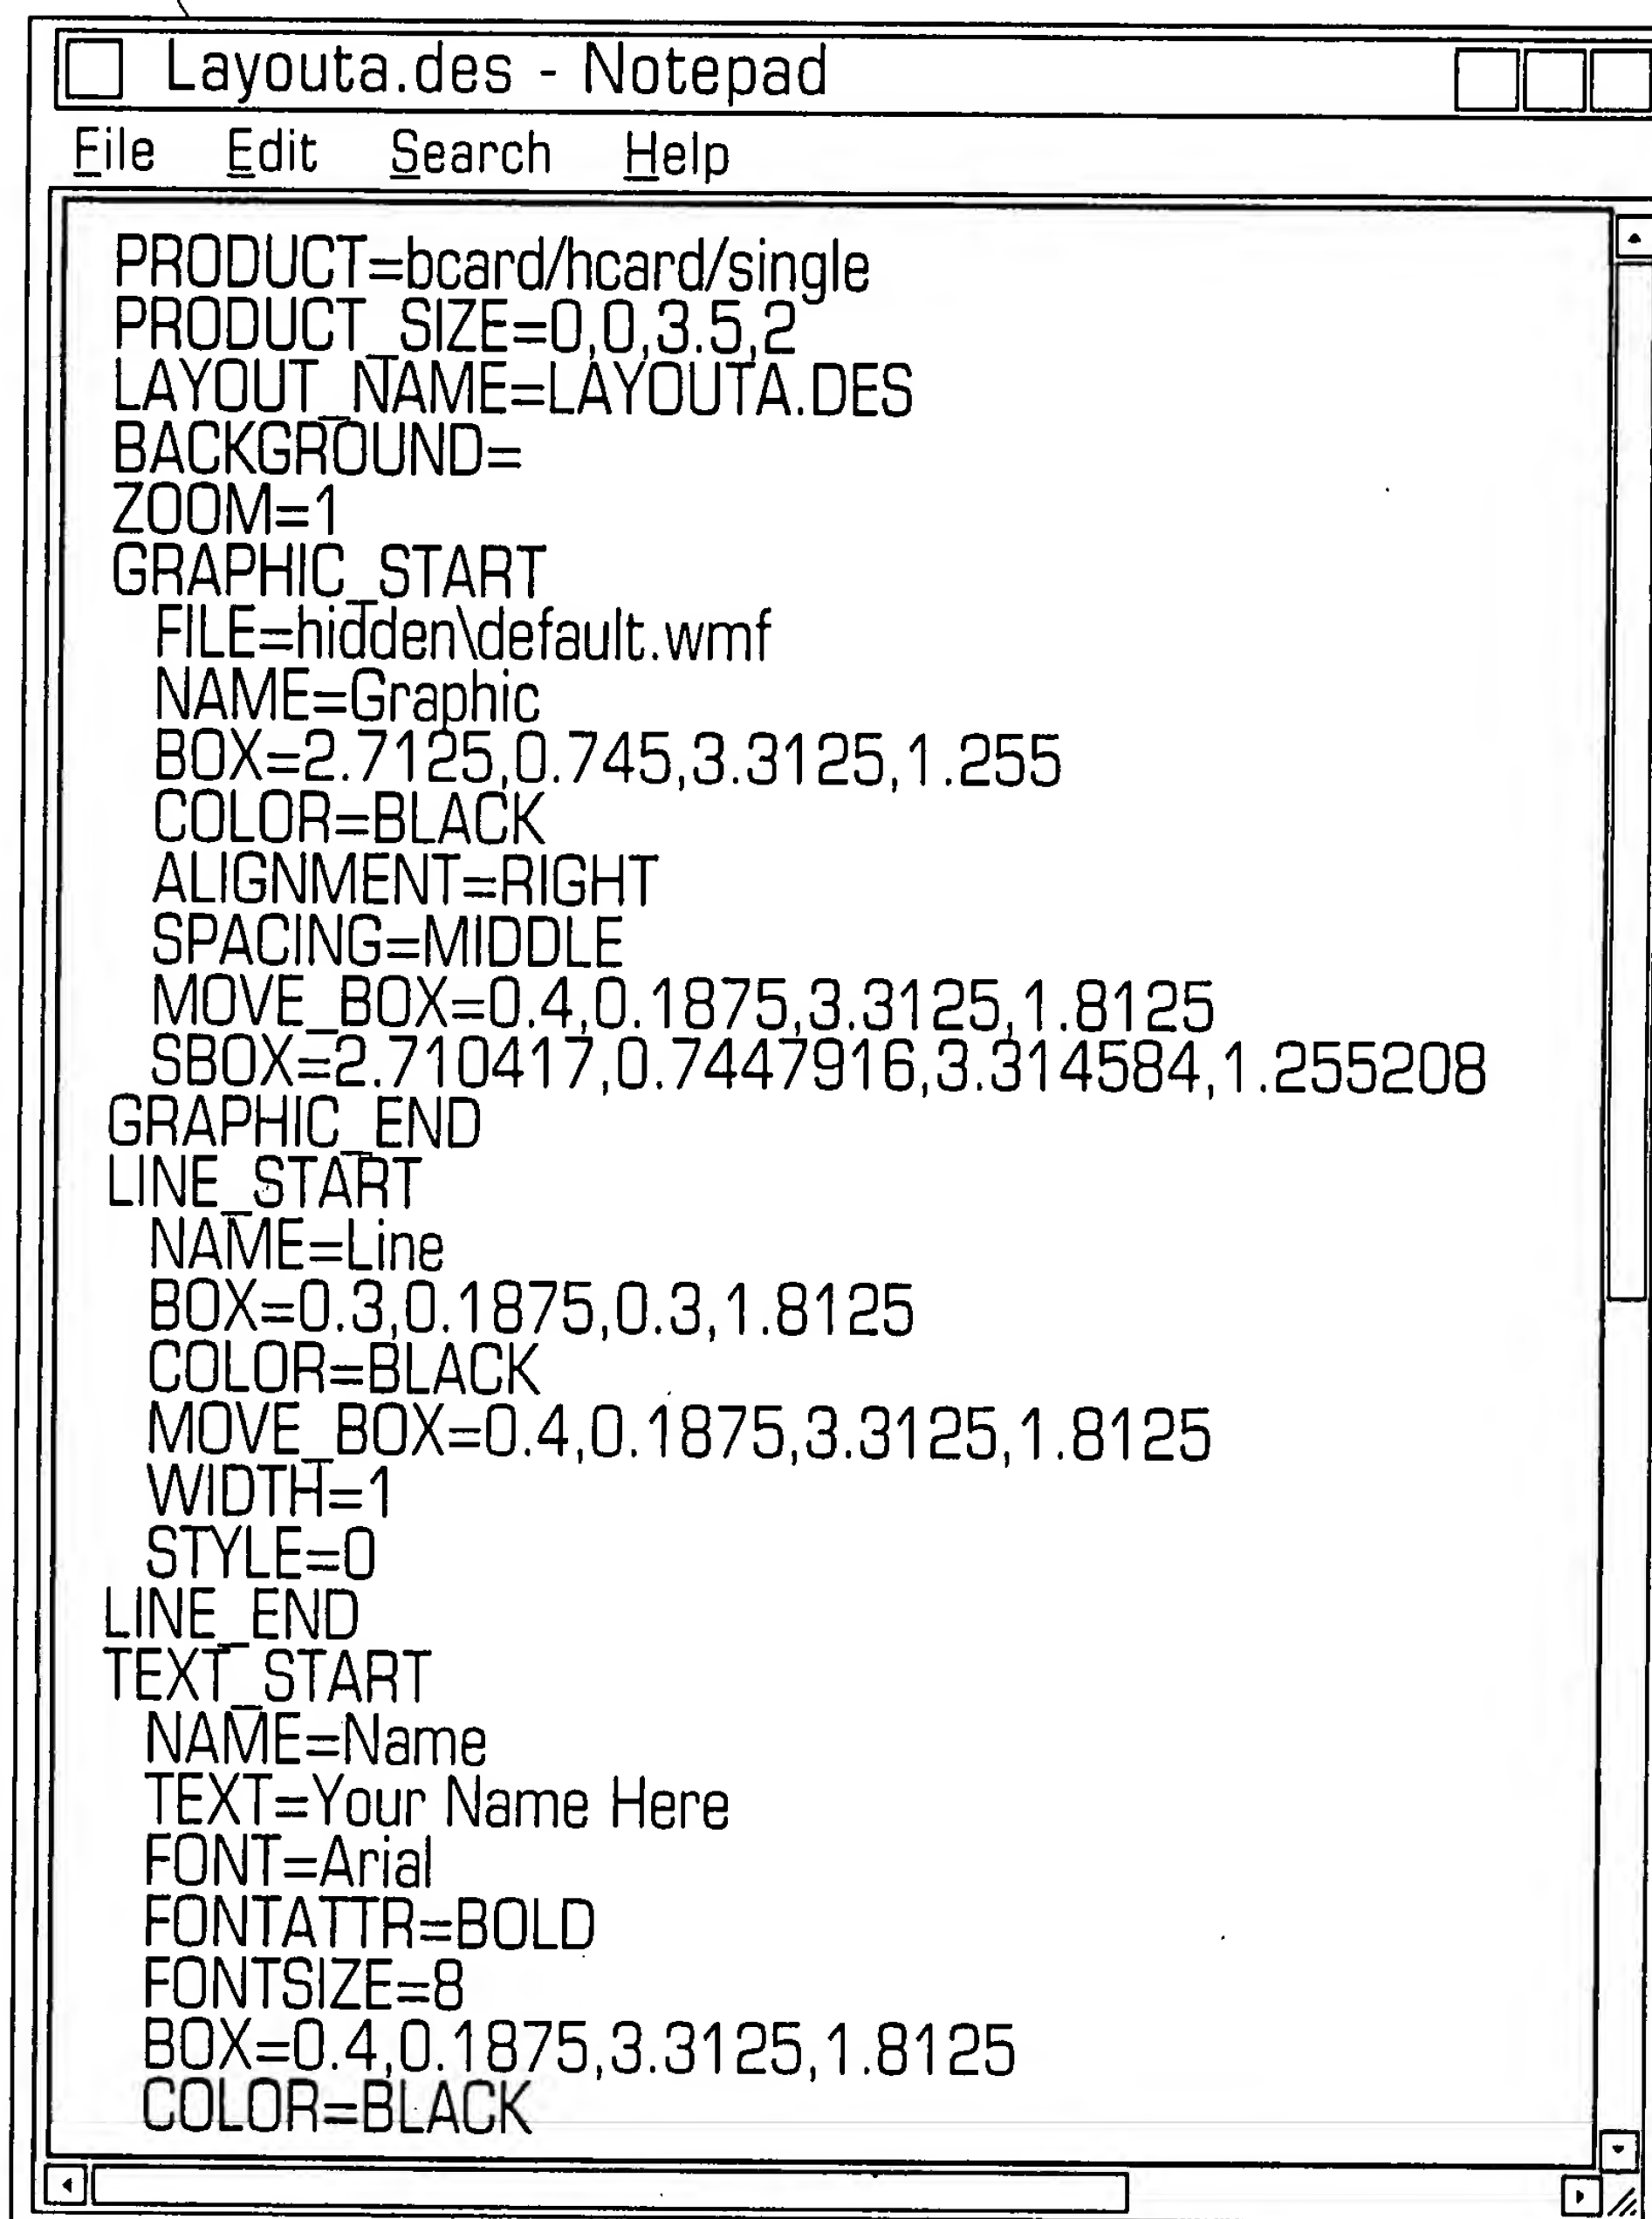 Layouta.des - Notepad
File Edit Search Help
PRODUCT=bcard/hcard/single
PRODUCT_SIZE=0,0,3.5,2
LAYOUT_NAME=LAYOUTA.DES
BACKGROUND=
ZOOM=1
GRAPHIC_START
FILE=hidden\default.wmf
NAME=Graphic
BOX=2.7125,0.745,3.3125,1.255
COLOR=BLACK
ALIGNMENT=RIGHT
SPACING=MIDDLE
MOVE_BOX=0.4,0.1875,3.3125,1.8125
SBOX=2.710417,0.7447916,3.314584,1.255208
GRAPHIC_END
LINE_START
NAME=Line
BOX=0.3,0.1875,0.3,1.8125
COLOR=BLACK
MOVE_BOX=0.4,0.1875,3.3125,1.8125
WIDTH=1
STYLE=0
LINE_END
TEXT_START
NAME=Name
TEXT=Your Name Here
FONT=Arial
FONTATTR=BOLD
FONTSIZE=8
BOX=0.4,0.1875,3.3125,1.8125
COLOR=BLACK